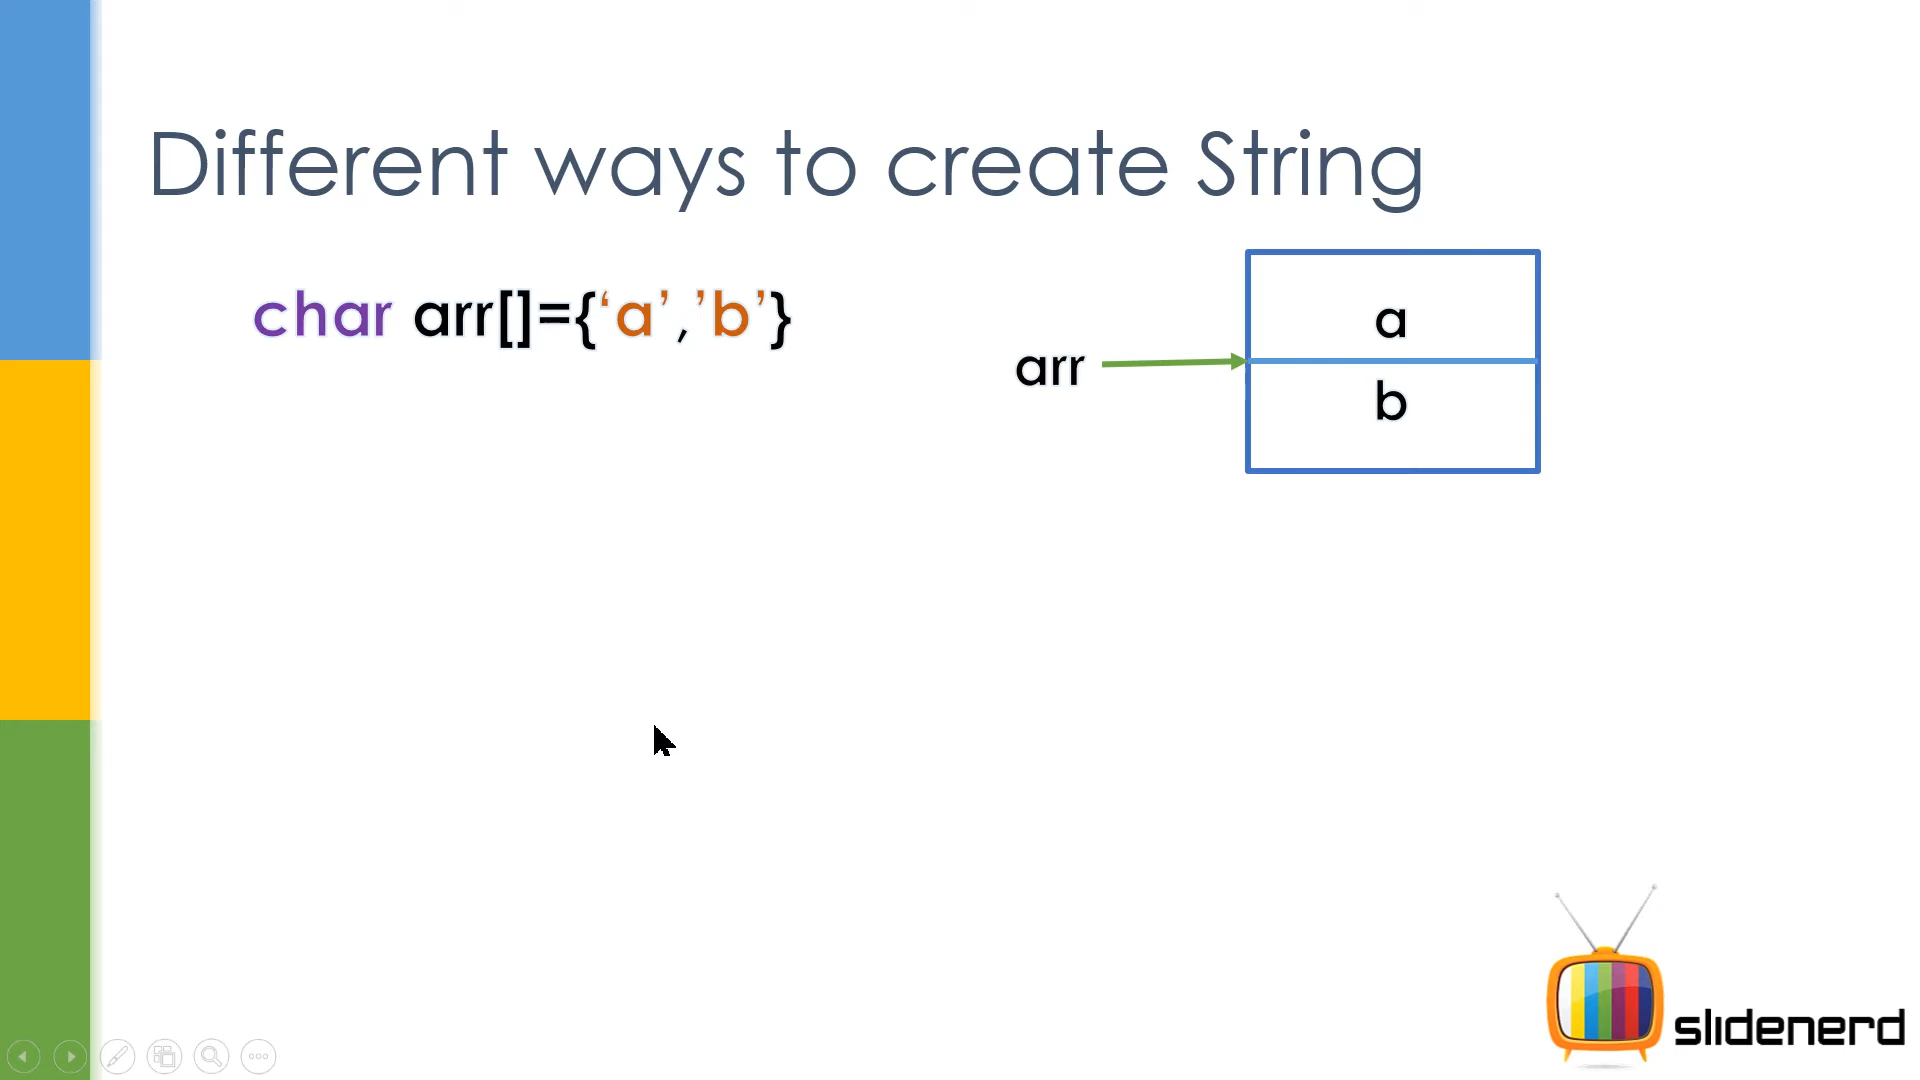 Different ways to create String
char arr[]={‘a’,’b’}
a
arr
b
slidenerd